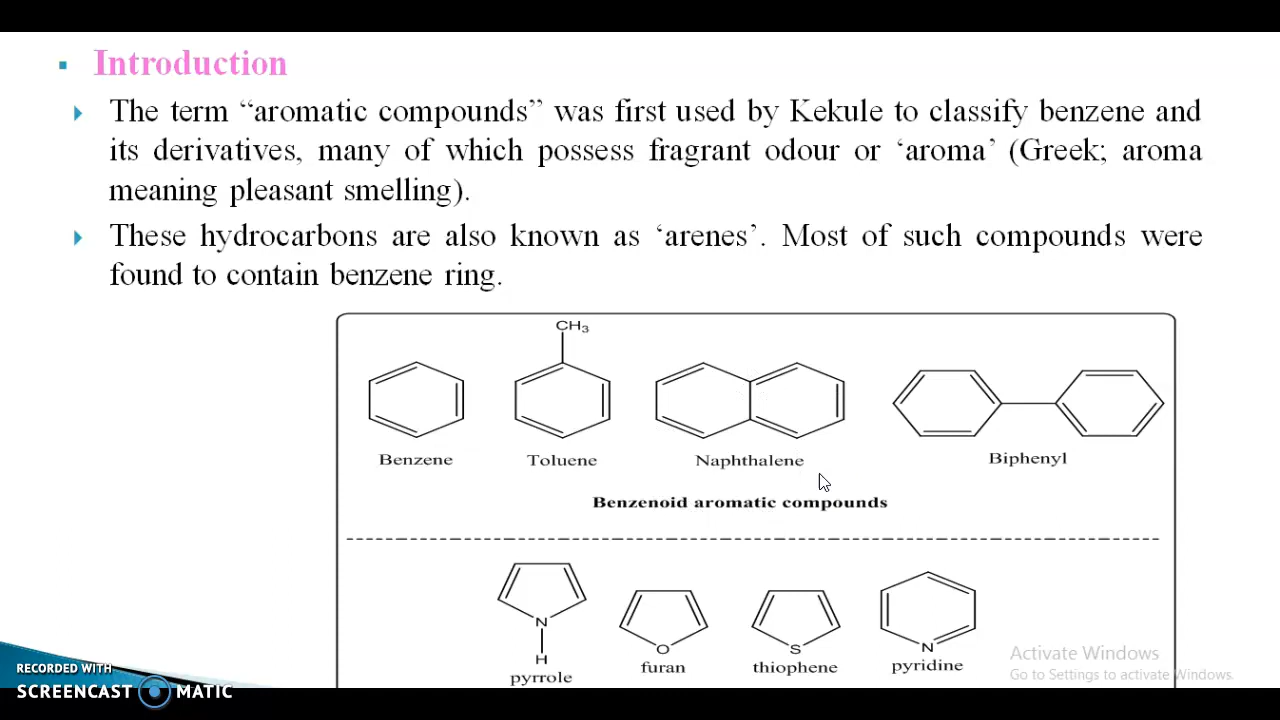 Introduction
The term “aromatic compounds” was first used by Kekule to classify benzene and
its derivatives, many of which possess fragrant odour or ‘aroma’ (Greek; aroma
meaning pleasant smelling).
These hydrocarbons are also known as ‘arenes’. Most of such compounds were
found to contain benzene ring.
CH3
Benzene
Toluene
Naphthalene
Biphenyl
Benzenoid aromatic compounds
N
H
pyrrole
O
furan
S
thiophene
N
pyridine
Activate Windows
Go to Settings to activate Windows.
RECORDED WITH
SCREENCAST MATIC